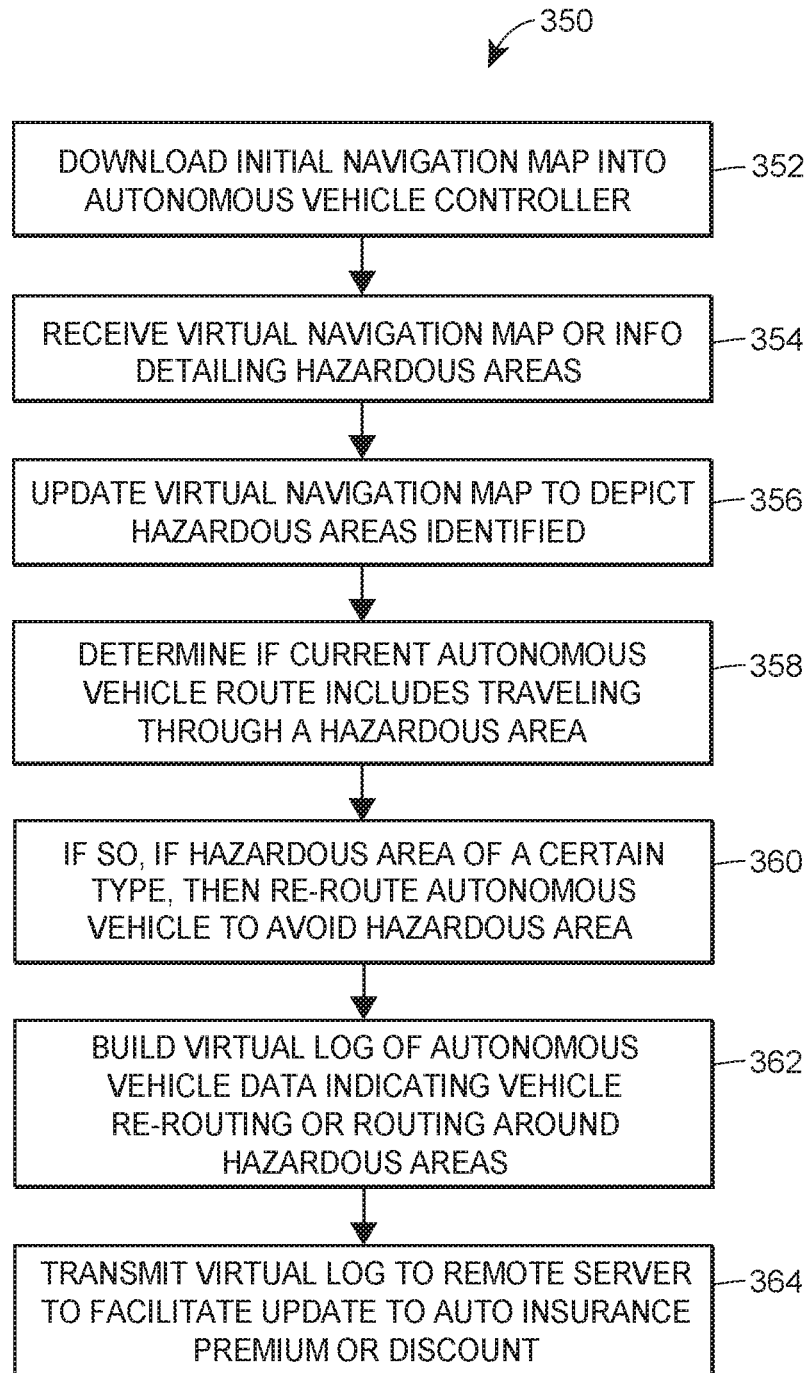 350
DOWNLOAD INITIAL NAVIGATION MAP INTO
AUTONOMOUS VEHICLE CONTROLLER
352
RECEIVE VIRTUAL NAVIGATION MAP OR INFO
DETAILING HAZARDOUS AREAS
354
UPDATE VIRTUAL NAVIGATION MAP TO DEPICT
HAZARDOUS AREAS IDENTIFIED
356
DETERMINE IF CURRENT AUTONOMOUS
VEHICLE ROUTE INCLUDES TRAVELING
THROUGH A HAZARDOUS AREA
358
IF SO, IF HAZARDOUS AREA OF A CERTAIN
TYPE, THEN RE-ROUTE AUTONOMOUS
VEHICLE TO AVOID HAZARDOUS AREA
360
BUILD VIRTUAL LOG OF AUTONOMOUS
VEHICLE DATA INDICATING VEHICLE
RE-ROUTING OR ROUTING AROUND
HAZARDOUS AREAS
362
TRANSMIT VIRTUAL LOG TO REMOTE SERVER
TO FACILITATE UPDATE TO AUTO INSURANCE
PREMIUM OR DISCOUNT
364